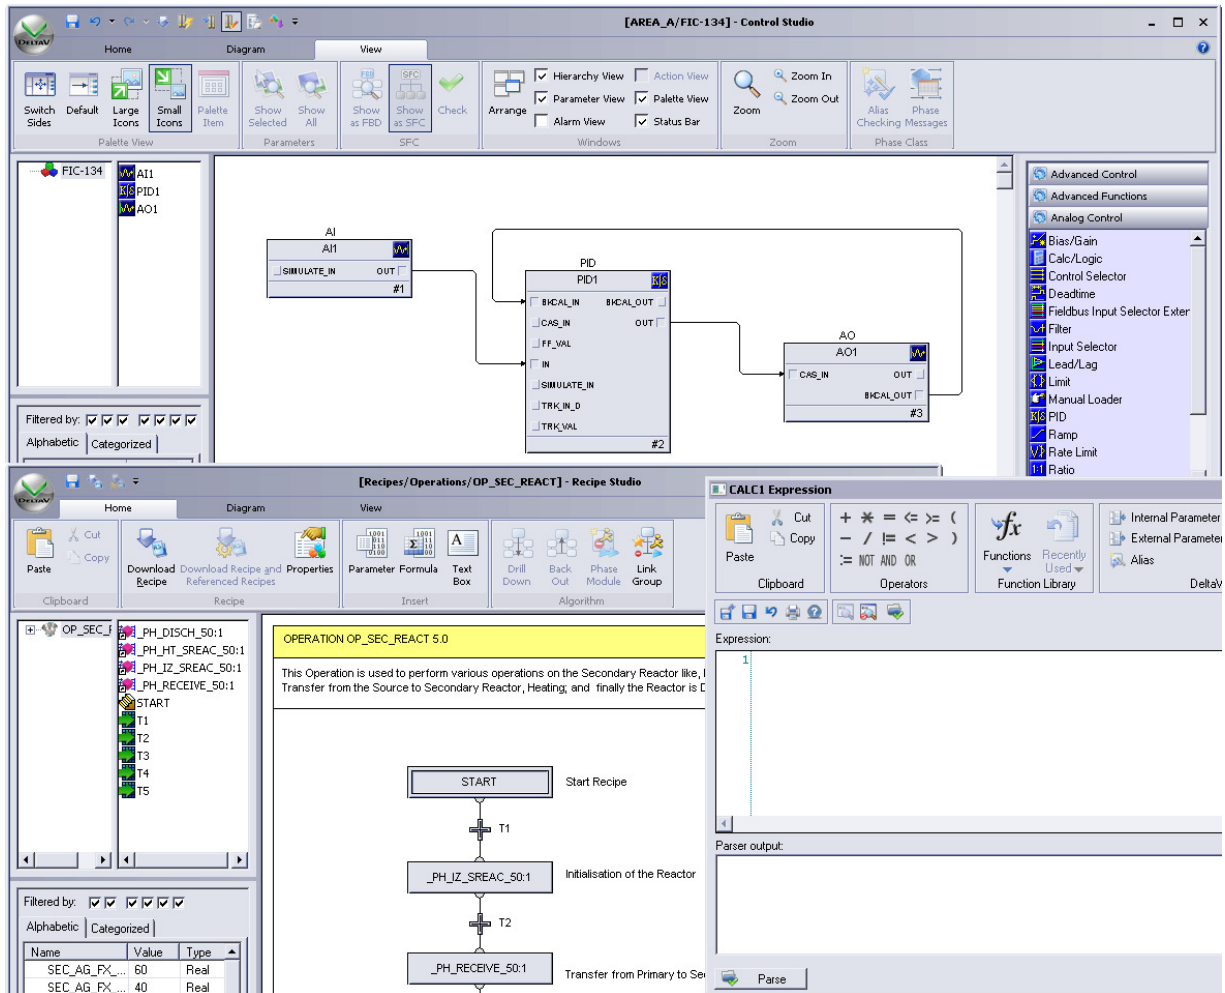 [AREA_A/FIC-134] - Control Studio
DELTAV
Home Diagram View
Switch Sides
Default
Large Icons
Small Icons
Palette Item
Palette View
Show Selected
Show All
Parameters
Show as FBD
Show as SFC
Check
SFC
Arrange
Hierarchy View
Parameter View
Alarm View
Action View
Palette View
Status Bar
Windows
Zoom
Zoom In
Zoom Out
Zoom
Alias Checking
Phase Messages
Phase Class
FIC-134
AI1
PID1
AO1
AI
AI1
SIMULATE_IN OUT
#1
PID
PID1
BKCAL_IN BKCAL_OUT
CAS_IN OUT
FF_VAL
IN
SIMULATE_IN
TRK_IN_D
TRK_VAL
#2
AO
AO1
CAS_IN OUT
BKCAL_OUT
#3
Advanced Control
Advanced Functions
Analog Control
Bias/Gain
Calc/Logic
Control Selector
Deadtime
Fieldbus Input Selector Exter
Filter
Input Selector
Lead/Lag
Limit
Manual Loader
PID
Ramp
Rate Limit
Ratio
Filtered by:
Alphabetic Categorized
[Recipes/Operations/OP_SEC_REACT] - Recipe Studio
DELTAV
Home Diagram View
Paste
Cut
Copy
Clipboard
Download Recipe
Download Recipe and Referenced Recipes
Properties
Recipe
Parameter
Formula
Text Box
Insert
Drill Down
Back Out
Phase Module
Link Group
Algorithm
OP_SEC_F
_PH_DISCH_50:1
_PH_HT_SREAC_50:1
_PH_IZ_SREAC_50:1
_PH_RECEIVE_50:1
START
T1
T2
T3
T4
T5
OPERATION OP_SEC_REACT 5.0
This Operation is used to perform various operations on the Secondary Reactor like,
Transfer from the Source to Secondary Reactor, Heating; and finally the Reactor is D
START
Start Recipe
T1
_PH_IZ_SREAC_50:1
Initialisation of the Reactor
T2
_PH_RECEIVE_50:1
Transfer from Primary to Se
Filtered by:
Alphabetic Categorized
Name Value Type
SEC_AG_FX_... 60 Real
SEC_AG_FX_... 40 Real
CALC1 Expression
Paste
Cut
Copy
Clipboard
+ * = <= >= (
- / != < > )
:= NOT AND OR
Operators
fx
Functions
Recently Used
Function Library
Internal Parameter
External Parameter
Alias
DeltaV
Expression:
1
Parser output:
Parse